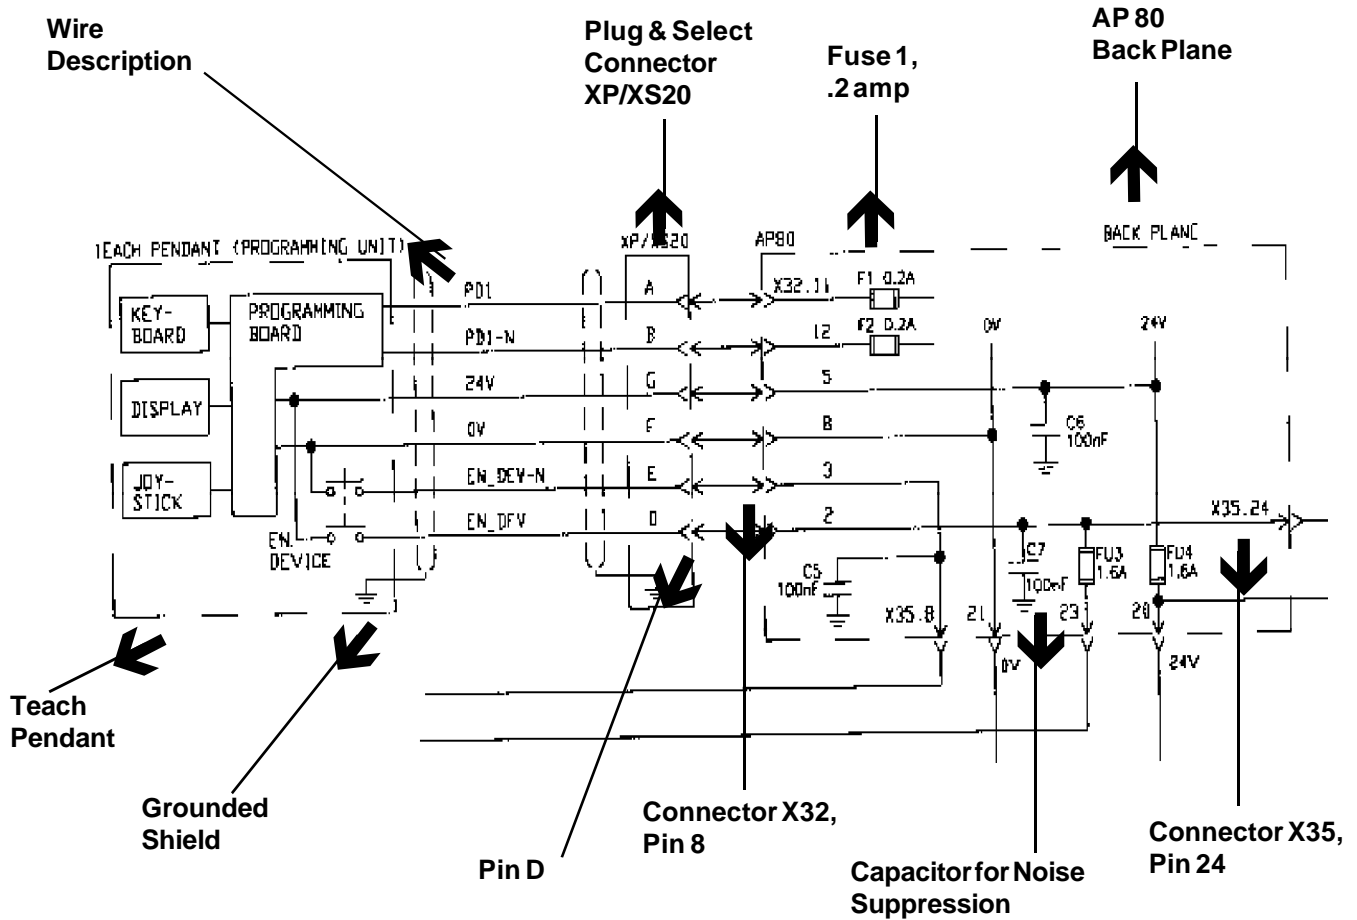 Wire
Description
Plug & Select
Connector
XP/XS20
Fuse 1,
.2 amp
AP 80
Back Plane
TEACH PENDANT (PROGRAMMING UNIT)
XP/XS20
AP80
BACK PLANE
KEY-
BOARD
PROGRAMMING
BOARD
DISPLAY
JOY-
STICK
EN
DEVICE
PD1
A
X32.11
F1 0.2A
PD1-N
B
12
F2 0.2A
0V
24V
24V
G
5
C6
100nF
0V
F
8
EN_DEV-N
E
3
EN_DEV
D
2
X35.24
C5
100nF
C7
100nF
FU3
1.6A
FU4
1.6A
X35.8
21
23
20
0V
24V
Teach
Pendant
Grounded
Shield
Pin D
Connector X32,
Pin 8
Capacitor for Noise
Suppression
Connector X35,
Pin 24